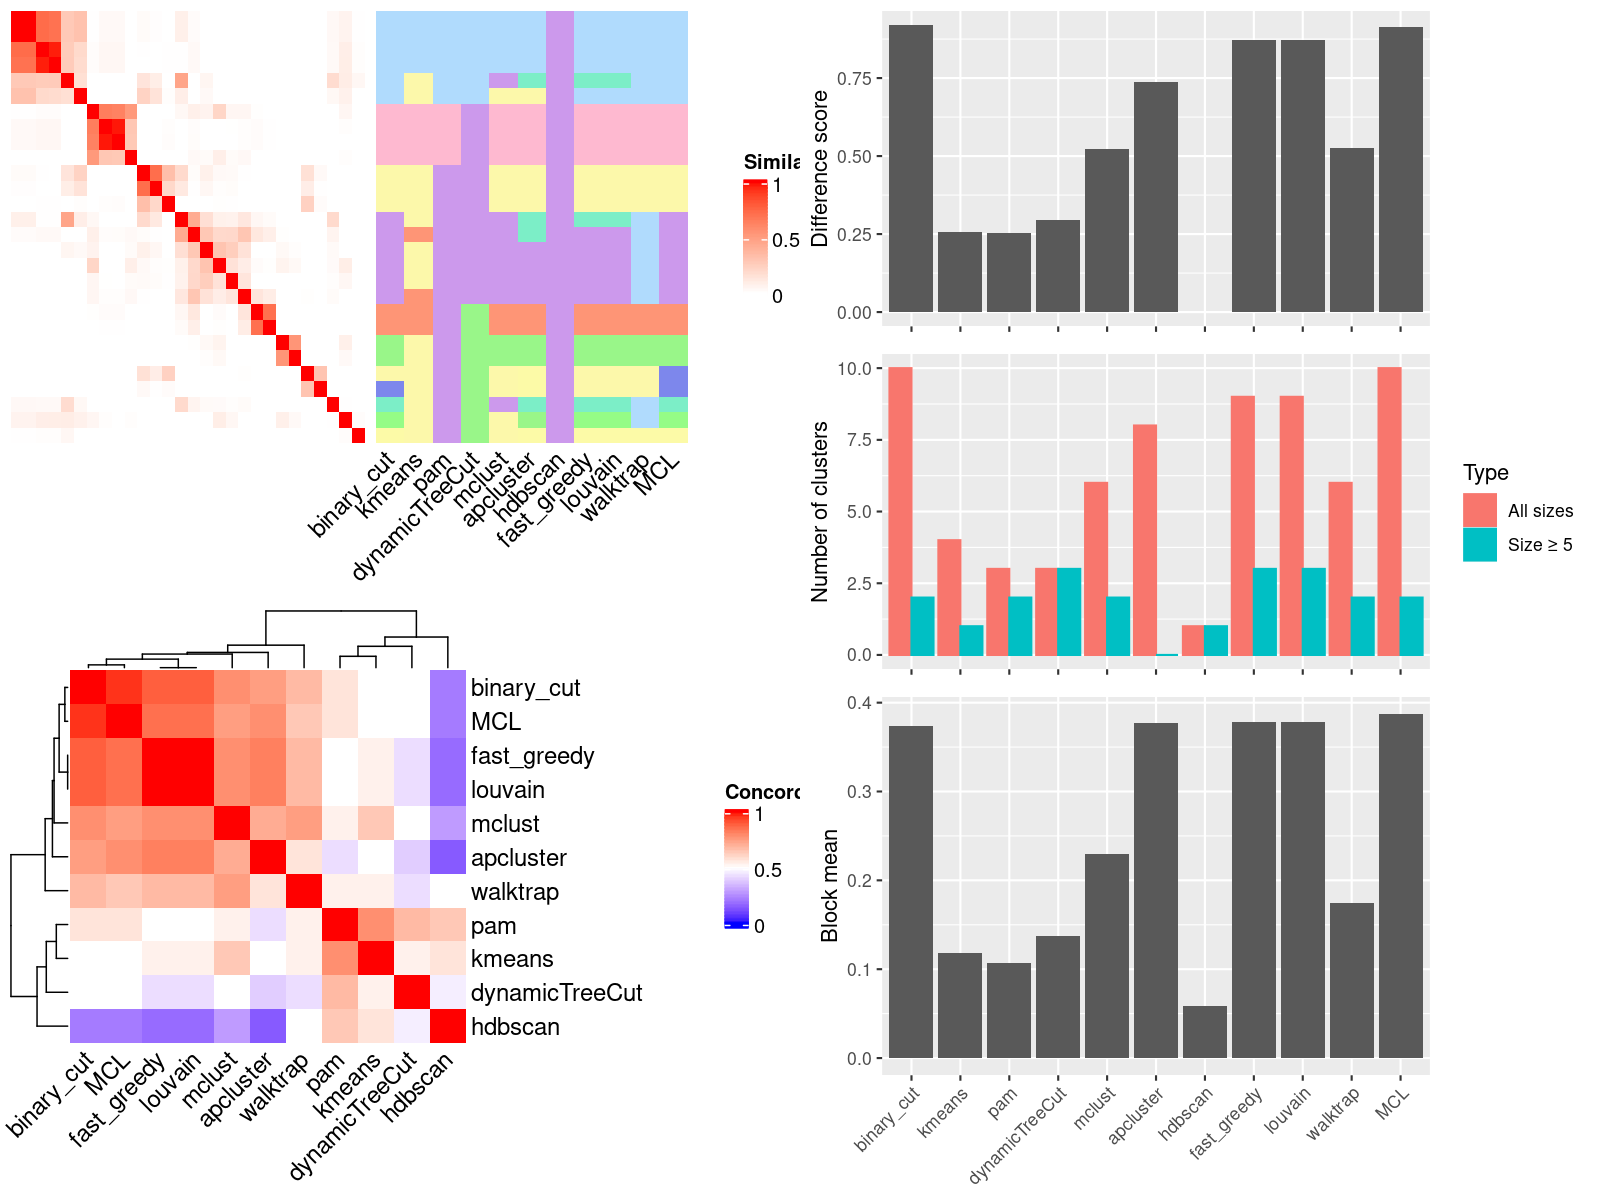 Simila
1
0.5
0
binary_cut
kmeans
pam
dynamicTreeCut
mclust
apcluster
hdbscan
fast_greedy
louvain
walktrap
MCL
Difference score
0.75
0.50
0.25
0.00
Number of clusters
10.0
7.5
5.0
2.5
0.0
Type
All sizes
Size ≥ 5
binary_cut
MCL
fast_greedy
louvain
mclust
apcluster
walktrap
pam
kmeans
dynamicTreeCut
hdbscan
binary_cut
MCL
fast_greedy
louvain
mclust
apcluster
walktrap
pam
kmeans
dynamicTreeCut
hdbscan
Concord
1
0.5
0
Block mean
0.4
0.3
0.2
0.1
0.0
binary_cut
kmeans
pam
dynamicTreeCut
mclust
apcluster
hdbscan
fast_greedy
louvain
walktrap
MCL